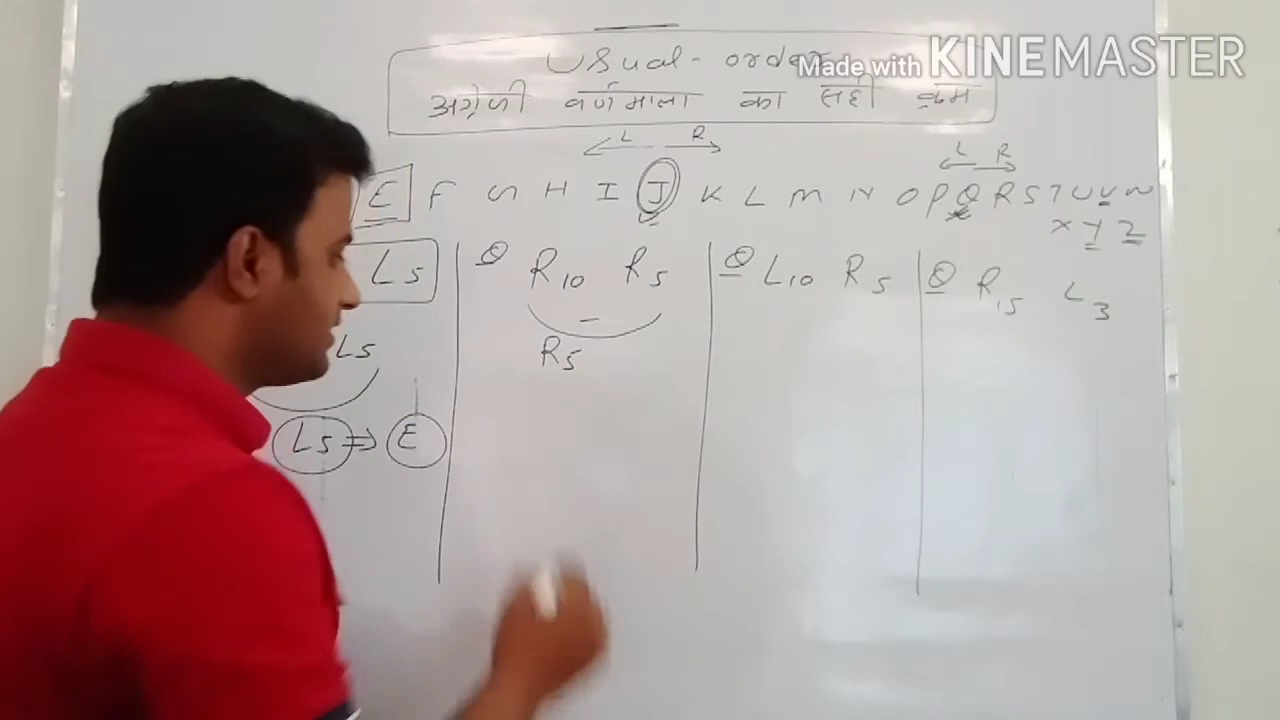 Usual-order
Made with KINEMASTER
अंग्रेजी वर्णमाला का सही क्रम
L R
L R
E F G H I J K L M N O P Q R S T U V W
X Y Z
L5
Q R10 R5
Q L10 R5
Q R15 L3
L5
R5
L5 ⇒ E